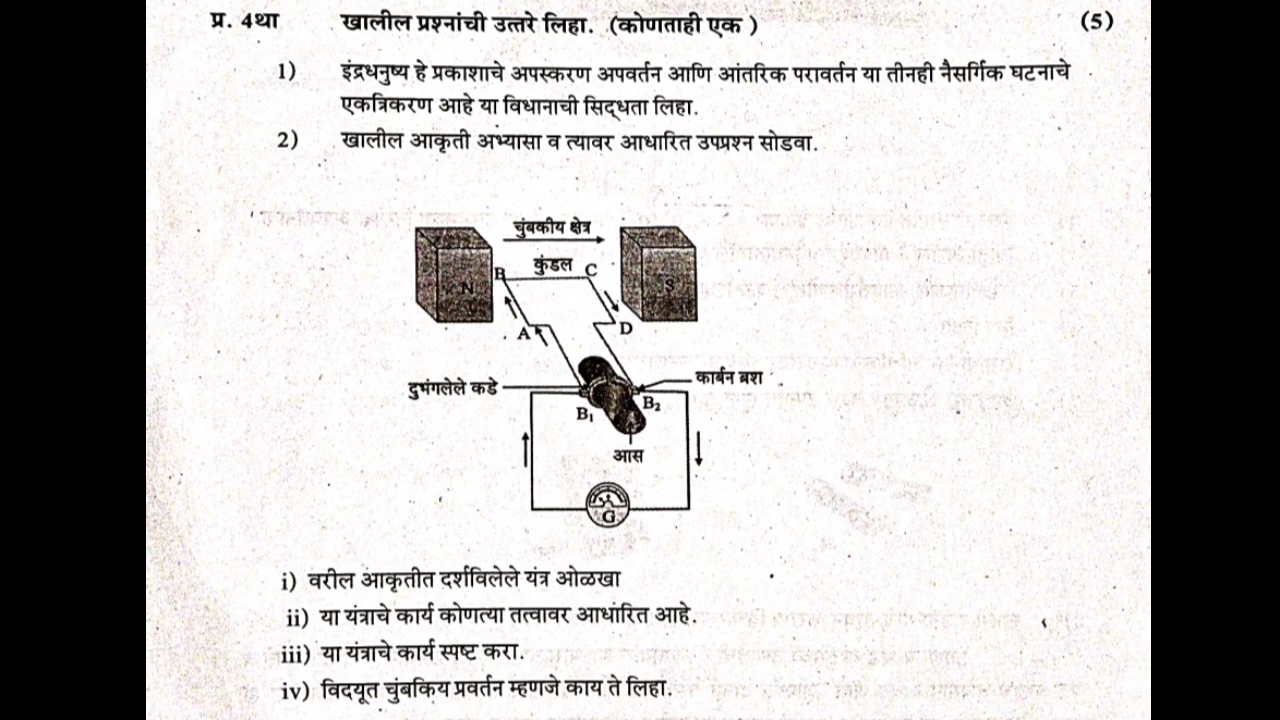 प्र. 4था खालील प्रश्नांची उत्तरे लिहा. (कोणताही एक ) (5)
1) इंद्रधनुष्य हे प्रकाशाचे अपस्करण अपवर्तन आणि आंतरिक परावर्तन या तीनही नैसर्गिक घटनाचे
एकत्रिकरण आहे या विधानाची सिद्धता लिहा.
2) खालील आकृती अभ्यासा व त्यावर आधारित उपप्रश्न सोडवा.
चुंबकीय क्षेत्र
कुंडल
B C
N S
A D
दुभंगलेले कडे
कार्बन ब्रश
B₁ B₂
आस
G
i) वरील आकृतीत दर्शविलेले यंत्र ओळखा
ii) या यंत्राचे कार्य कोणत्या तत्वावर आधारित आहे.
iii) या यंत्राचे कार्य स्पष्ट करा.
iv) विदयूत चुंबकिय प्रवर्तन म्हणजे काय ते लिहा.